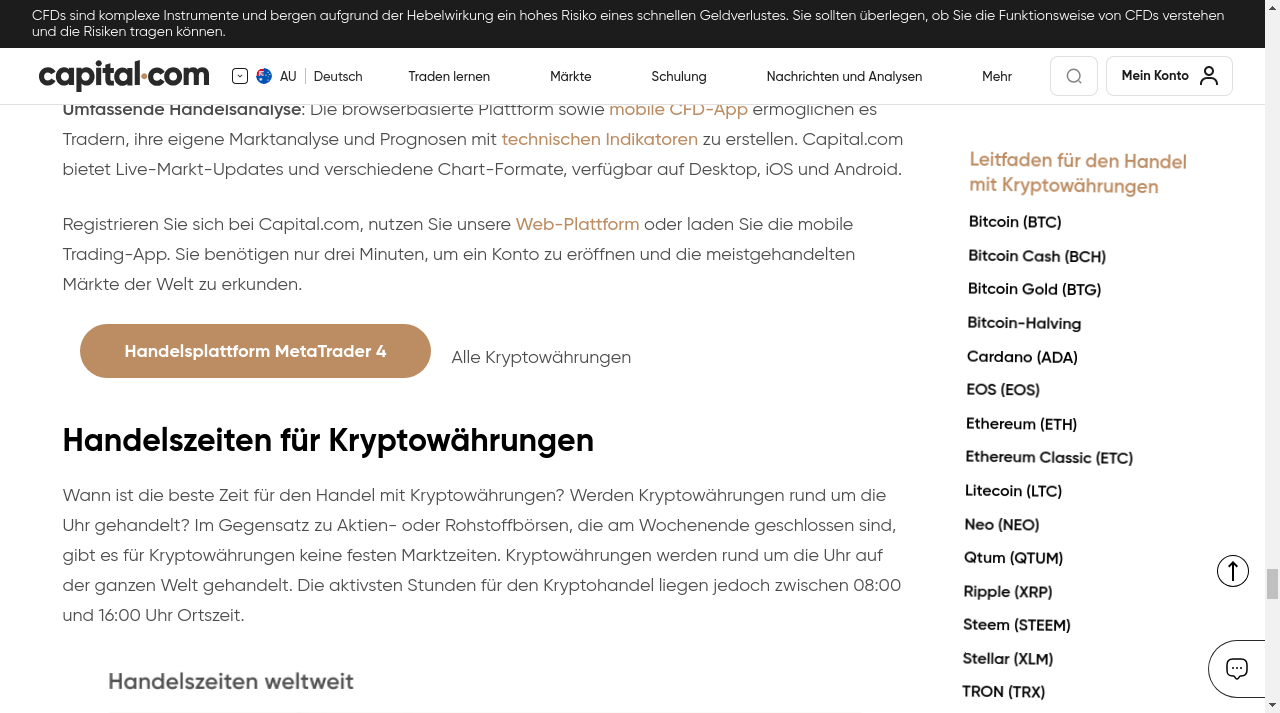 CFDs sind komplexe Instrumente und bergen aufgrund der Hebelwirkung ein hohes Risiko eines schnellen Geldverlustes. Sie sollten überlegen, ob Sie die Funktionsweise von CFDs verstehen
und die Risiken tragen können.
capital.com
AU
Deutsch
Traden lernen
Märkte
Schulung
Nachrichten und Analysen
Mehr
Mein Konto
Umfassende Handelsanalyse: Die browserbasierte Plattform sowie mobile CFD-App ermöglichen es
Tradern, ihre eigene Marktanalyse und Prognosen mit technischen Indikatoren zu erstellen. Capital.com
bietet Live-Markt-Updates und verschiedene Chart-Formate, verfügbar auf Desktop, iOS und Android.
Registrieren Sie sich bei Capital.com, nutzen Sie unsere Web-Plattform oder laden Sie die mobile
Trading-App. Sie benötigen nur drei Minuten, um ein Konto zu eröffnen und die meistgehandelten
Märkte der Welt zu erkunden.
Handelsplattform MetaTrader 4
Alle Kryptowährungen
Handelszeiten für Kryptowährungen
Wann ist die beste Zeit für den Handel mit Kryptowährungen? Werden Kryptowährungen rund um die
Uhr gehandelt? Im Gegensatz zu Aktien- oder Rohstoffbörsen, die am Wochenende geschlossen sind,
gibt es für Kryptowährungen keine festen Marktzeiten. Kryptowährungen werden rund um die Uhr auf
der ganzen Welt gehandelt. Die aktivsten Stunden für den Kryptohandel liegen jedoch zwischen 08:00
und 16:00 Uhr Ortszeit.
Handelszeiten weltweit
Leitfaden für den Handel
mit Kryptowährungen
Bitcoin (BTC)
Bitcoin Cash (BCH)
Bitcoin Gold (BTG)
Bitcoin-Halving
Cardano (ADA)
EOS (EOS)
Ethereum (ETH)
Ethereum Classic (ETC)
Litecoin (LTC)
Neo (NEO)
Qtum (QTUM)
Ripple (XRP)
Steem (STEEM)
Stellar (XLM)
TRON (TRX)